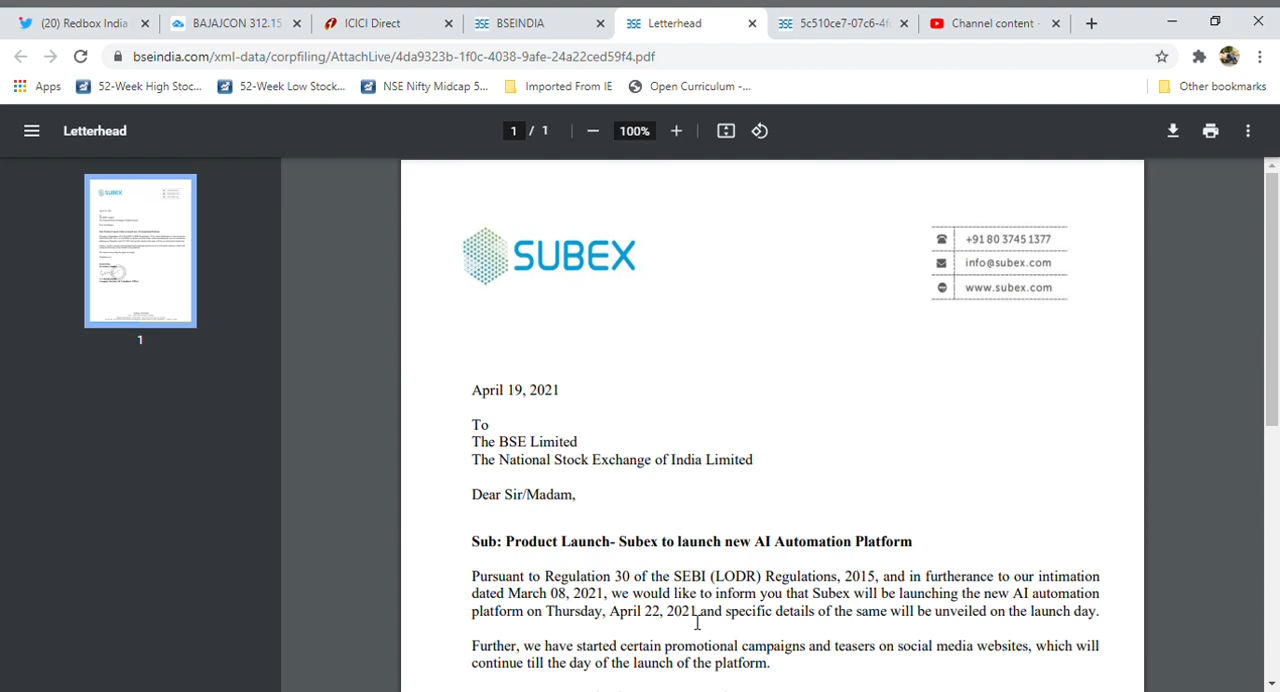 (20) Redbox India
BAJAJCON 312.15
ICICI Direct
BSEINDIA
Letterhead
5c510ce7-07c6-4f
Channel content -
bseindia.com/xml-data/corpfiling/AttachLive/4da9323b-1f0c-4038-9afe-24a22ced59f4.pdf
Apps
52-Week High Stoc...
52-Week Low Stock...
NSE Nifty Midcap 5...
Imported From IE
Open Curriculum -...
Other bookmarks
Letterhead
1 / 1
100%
SUBEX
1
SUBEX
+91 80 3745 1377
info@subex.com
www.subex.com
April 19, 2021
To
The BSE Limited
The National Stock Exchange of India Limited
Dear Sir/Madam,
Sub: Product Launch- Subex to launch new AI Automation Platform
Pursuant to Regulation 30 of the SEBI (LODR) Regulations, 2015, and in furtherance to our intimation
dated March 08, 2021, we would like to inform you that Subex will be launching the new AI automation
platform on Thursday, April 22, 2021 and specific details of the same will be unveiled on the launch day.
Further, we have started certain promotional campaigns and teasers on social media websites, which will
continue till the day of the launch of the platform.